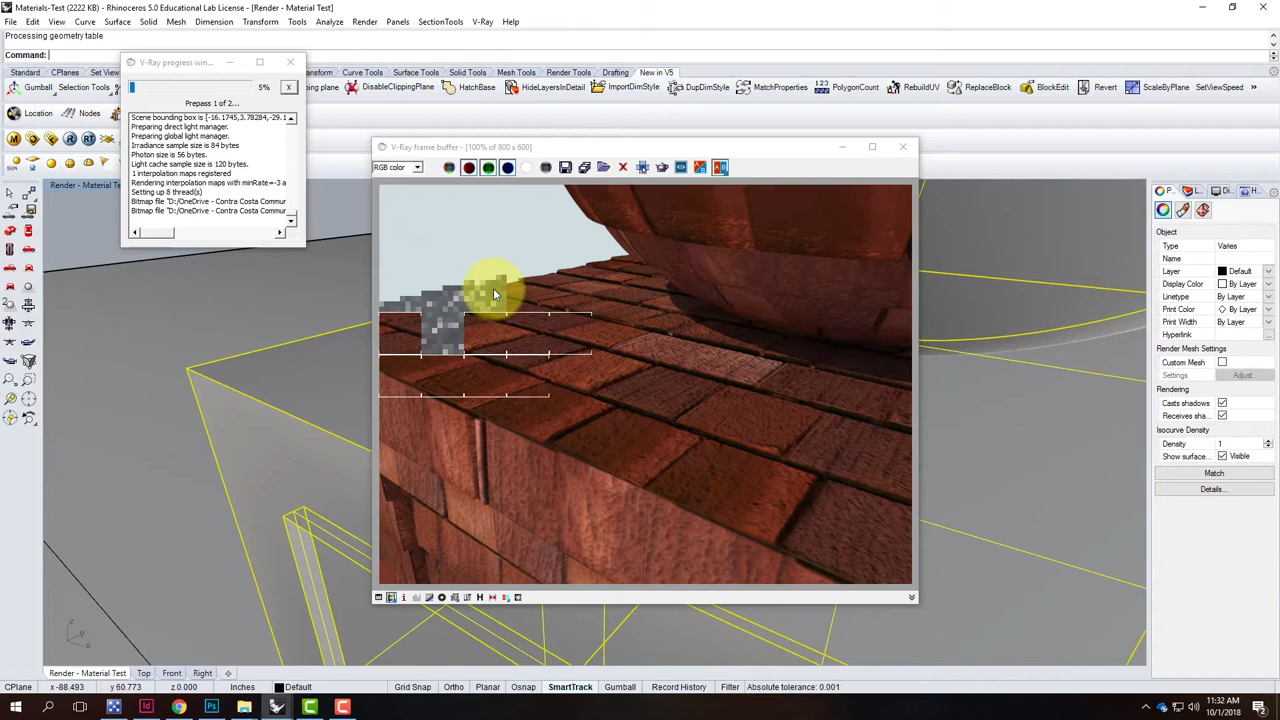 Materials-Test (2222 KB) - Rhinoceros 5.0 Educational Lab License - [Render - Material Test]
File Edit View Curve Surface Solid Mesh Dimension Transform Tools Analyze Render Panels SectionTools V-Ray Help
Processing geometry table
Command:
Standard CPlanes Set View
V-Ray progress win...
ransform Curve Tools Surface Tools Solid Tools Mesh Tools Render Tools Drafting New in V5
Gumball Selection Tools
5%
X
DisableClippingPlane HatchBase HideLayersInDetail ImportDimStyle DupDimStyle MatchProperties PolygonCount Revert RebuildUV ReplaceBlock BlockEdit ScaleByPlane SetViewSpeed »
Prepass 1 of 2...
Location Nodes
Scene bounding box is [-16.1745,3.78284,-29.1
Preparing direct light manager.
Preparing global light manager.
Irradiance sample size is 84 bytes.
Photon size is 56 bytes.
Light cache sample size is 120 bytes.
1 interpolation maps registered
Rendering interpolation maps with minRate=-3 a
Setting up 8 thread(s)
Bitmap file "D:/OneDrive - Contra Costa Commur
Bitmap file "D:/OneDrive - Contra Costa Commur
M O R RT
Render - Material Te
V-Ray frame buffer - [100% of 800 x 600]
RGB color
P... L... Di... H...
Object
Type Varies
Name
Layer Default
Display Color By Layer
Linetype By Layer
Print Color By Layer
Print Width By Layer
Hyperlink
Render Mesh Settings
Custom Mesh
Settings Adjust...
Rendering
Casts shadows
Receives sha...
Isocurve Density
Density 1
Show surface... Visible
Match
Details...
z
y
x
Render - Material Test Top Front Right
CPlane x -88.493 y 60.773 z 0.000 Inches Default Grid Snap Ortho Planar Osnap SmartTrack Gumball Record History Filter Absolute tolerance: 0.001
11:32 AM
10/1/2018